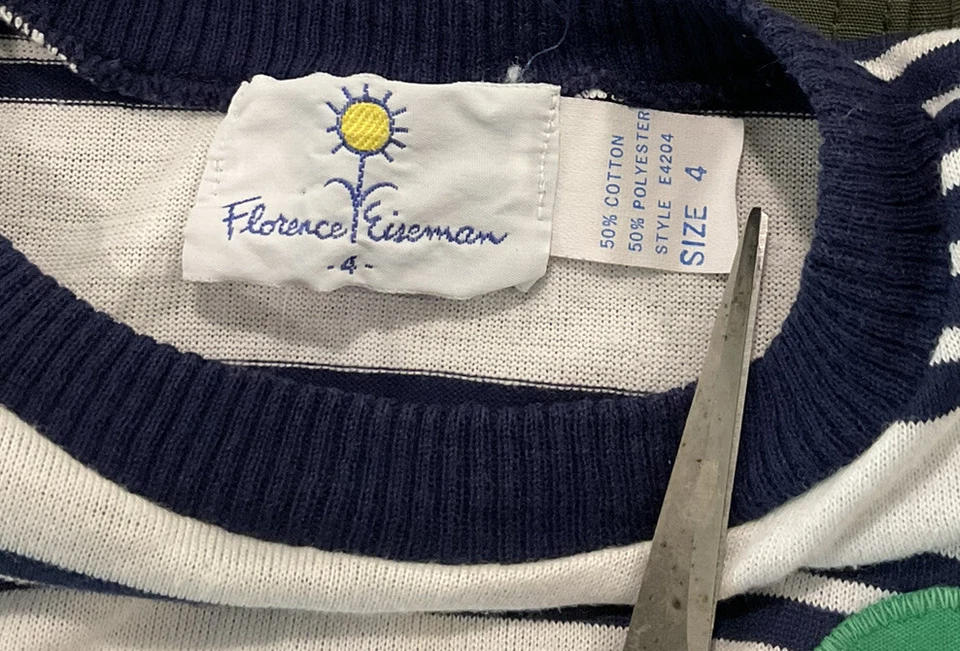 Florence Eiseman
-4-
50% COTTON
50% POLYESTER
STYLE E4204
SIZE 4